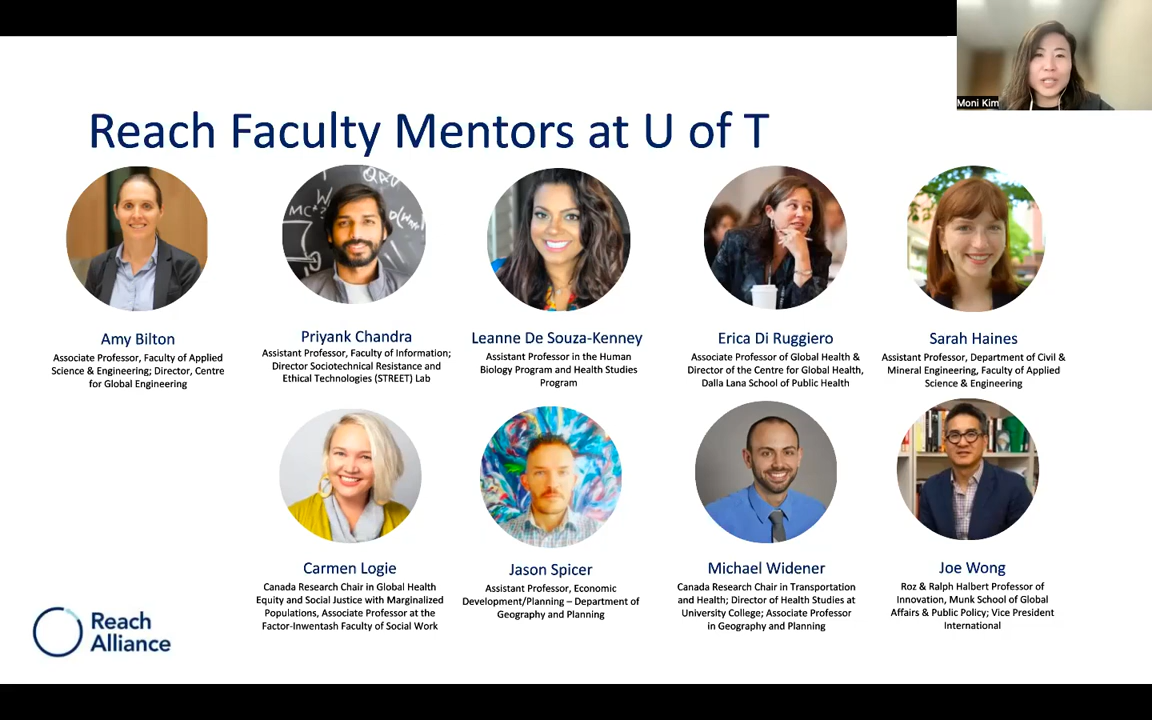 Moni Kim
Reach Faculty Mentors at U of T
Amy Bilton
Associate Professor, Faculty of Applied
Science & Engineering; Director, Centre
for Global Engineering
Priyank Chandra
Assistant Professor, Faculty of Information;
Director Sociotechnical Resistance and
Ethical Technologies (STREET) Lab
Leanne De Souza-Kenney
Assistant Professor in the Human
Biology Program and Health Studies
Program
Erica Di Ruggiero
Associate Professor of Global Health &
Director of the Centre for Global Health,
Dalla Lana School of Public Health
Sarah Haines
Assistant Professor, Department of Civil &
Mineral Engineering, Faculty of Applied
Science & Engineering
Carmen Logie
Canada Research Chair in Global Health
Equity and Social Justice with Marginalized
Populations, Associate Professor at the
Factor-Inwentash Faculty of Social Work
Jason Spicer
Assistant Professor, Economic
Development/Planning – Department of
Geography and Planning
Michael Widener
Canada Research Chair in Transportation
and Health; Director of Health Studies at
University College; Associate Professor
in Geography and Planning
Joe Wong
Roz & Ralph Halbert Professor of
Innovation, Munk School of Global
Affairs & Public Policy; Vice President
International
Reach
Alliance